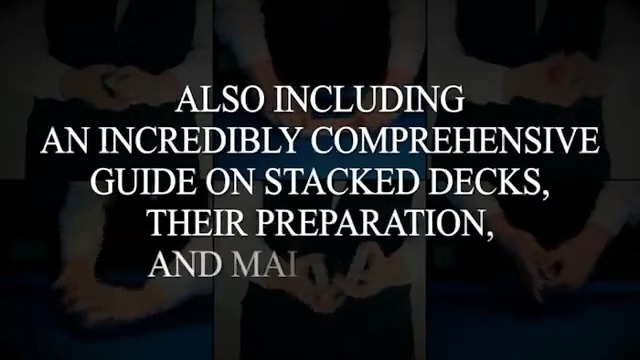 ALSO INCLUDING
AN INCREDIBLY COMPREHENSIVE
GUIDE ON STACKED DECKS,
THEIR PREPARATION,
AND MAI